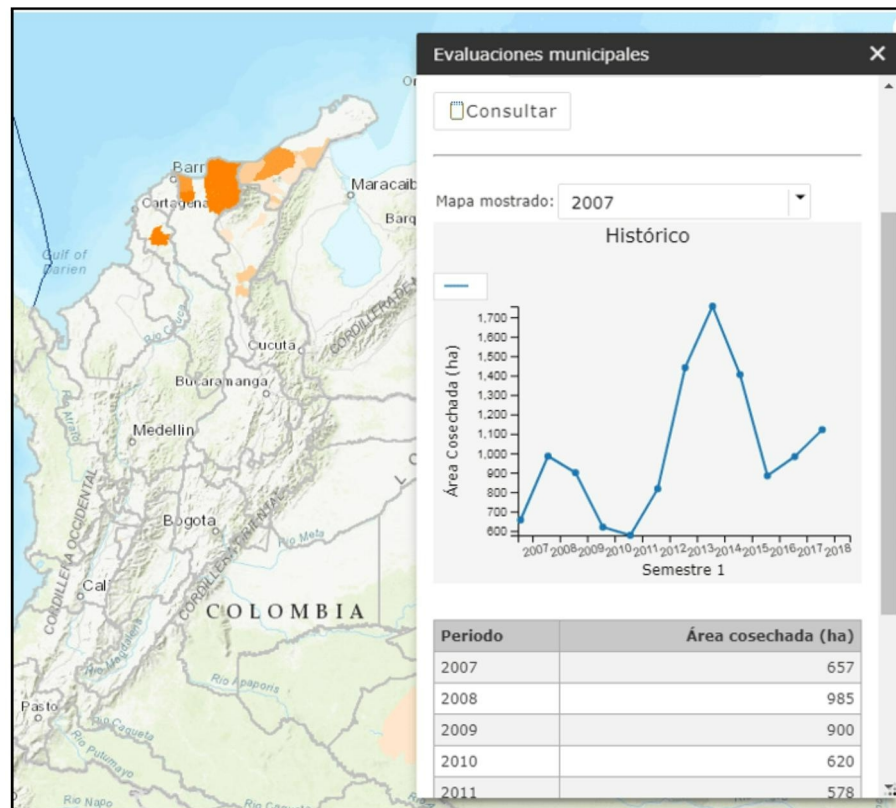 Evaluaciones municipales
×
Consultar
Mapa mostrado: 2007
Histórico
Área Cosechada (ha)
1,700
1,600
1,500
1,400
1,300
1,200
1,100
1,000
900
800
700
600
2007 2008 2009 2010 2011 2012 2013 2014 2015 2016 2017 2018
Semestre 1
Periodo Área cosechada (ha)
2007 657
2008 985
2009 900
2010 620
2011 578
Barr
Cartagena
Maracaib
Barq
Gulf of
Darien
Rio Cauca
Cucuta
CORDILLERA DE M
Bucaramanga
Rio Atrato
Medellin
L
CORDILLERA OCCIDENTAL
Bogota
Rio Meta
CORDILLERA ORIENTAL
Cali
COLOMBIA
Rio Magdalena
Rio Apaporis
Pasto
Rio Caqueta
Rio Putumayo
Rio Napo